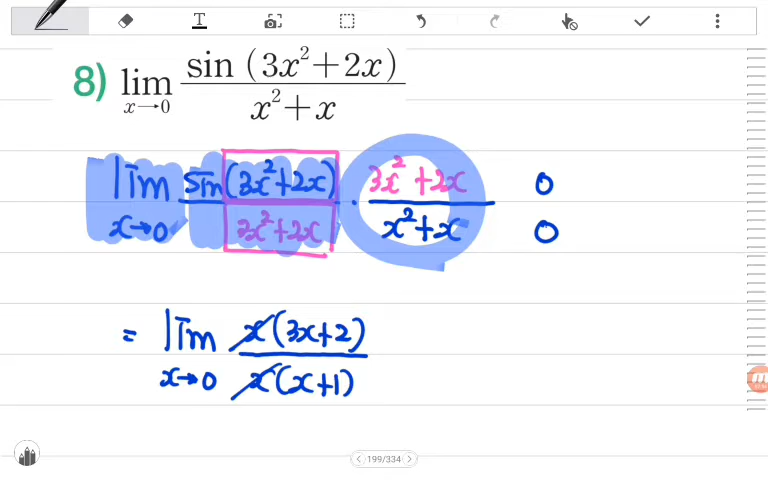 8) lim x→0 sin (3x²+2x) / x²+x
lim x→0 sin(3x²+2x) / 3x²+2x · 3x²+2x / x²+x 0 / 0
= lim x→0 x(3x+2) / x(x+1)
199/334